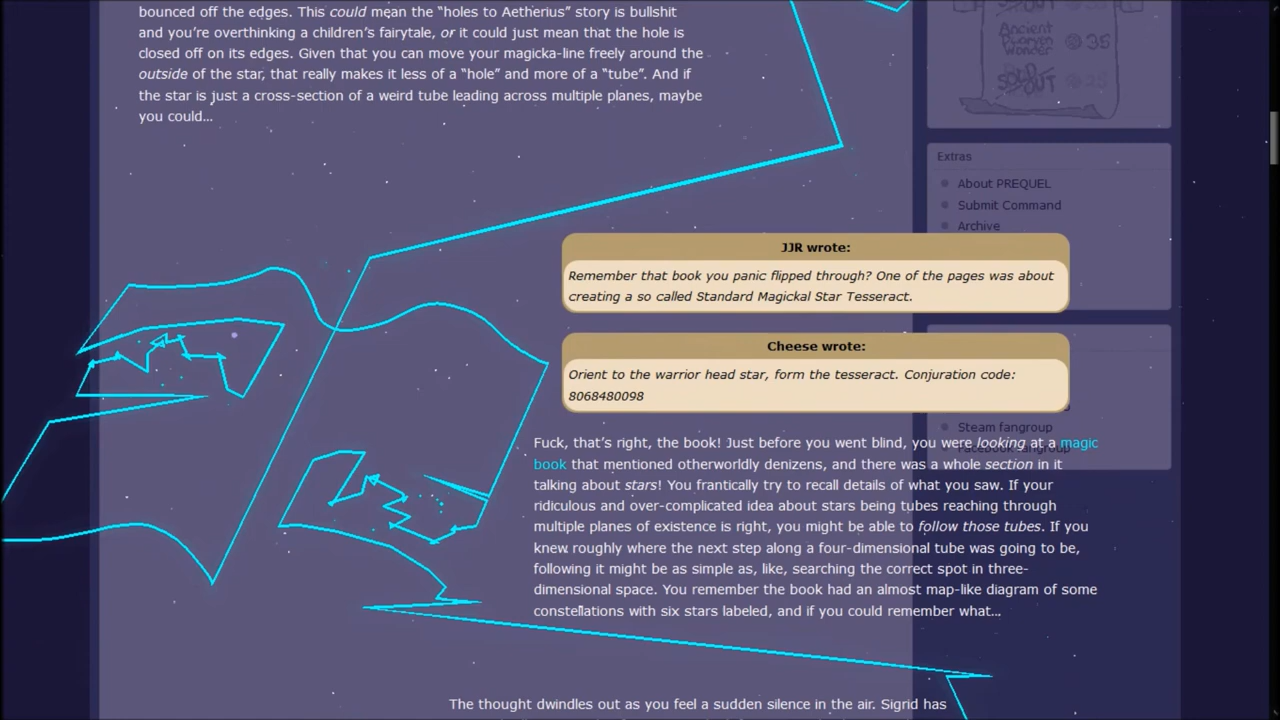 bounced off the edges. This could mean the “holes to Aetherius” story is bullshit
and you’re overthinking a children’s fairytale, or it could just mean that the hole is
closed off on its edges. Given that you can move your magicka-line freely around the
outside of the star, that really makes it less of a “hole” and more of a “tube”. And if
the star is just a cross-section of a weird tube leading across multiple planes, maybe
you could…
Ancient
Dwarven
Wonder
35
SOLD OUT
25
Extras
About PREQUEL
Submit Command
Archive
JJR wrote:
Remember that book you panic flipped through? One of the pages was about
creating a so called Standard Magickal Star Tesseract.
Cheese wrote:
Orient to the warrior head star, form the tesseract. Conjuration code:
8068480098
Steam fangroup
Facebook fangroup
Fuck, that’s right, the book! Just before you went blind, you were looking at a magic
book that mentioned otherworldly denizens, and there was a whole section in it
talking about stars! You frantically try to recall details of what you saw. If your
ridiculous and over-complicated idea about stars being tubes reaching through
multiple planes of existence is right, you might be able to follow those tubes. If you
knew roughly where the next step along a four-dimensional tube was going to be,
following it might be as simple as, like, searching the correct spot in three-
dimensional space. You remember the book had an almost map-like diagram of some
constellations with six stars labeled, and if you could remember what…
The thought dwindles out as you feel a sudden silence in the air. Sigrid has